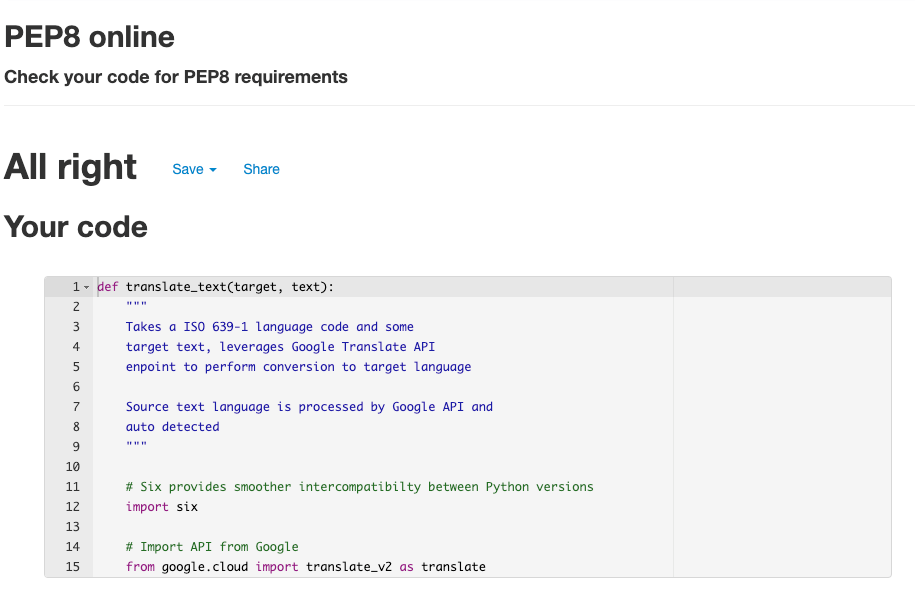 PEP8 online
Check your code for PEP8 requirements
All right Save Share
Your code
1 def translate_text(target, text):
2 """
3 Takes a ISO 639-1 language code and some
4 target text, leverages Google Translate API
5 enpoint to perform conversion to target language
6
7 Source text language is processed by Google API and
8 auto detected
9 """
10
11 # Six provides smoother intercompatibilty between Python versions
12 import six
13
14 # Import API from Google
15 from google.cloud import translate_v2 as translate